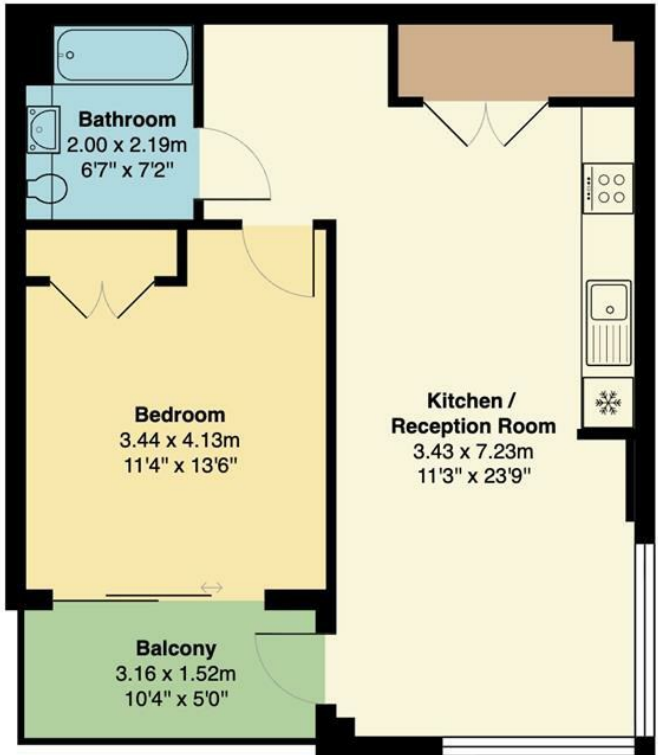 Bathroom
2.00 x 2.19m
6'7" x 7'2"
Bedroom
3.44 x 4.13m
11'4" x 13'6"
Kitchen /
Reception Room
3.43 x 7.23m
11'3" x 23'9"
Balcony
3.16 x 1.52m
10'4" x 5'0"